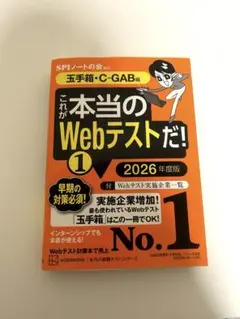 SPIノートの会
玉手箱・C-GAB編
これが
本当の
Webテストだ!
1
2026年度版
付 Webテスト実施企業一覧
早期の
対策必須!
実施企業増加!
最も使われているWebテスト
「玉手箱」はこの一冊でOK!
インターンシップでも
本選考でも使える!
Webテスト対策本で売上
No.1